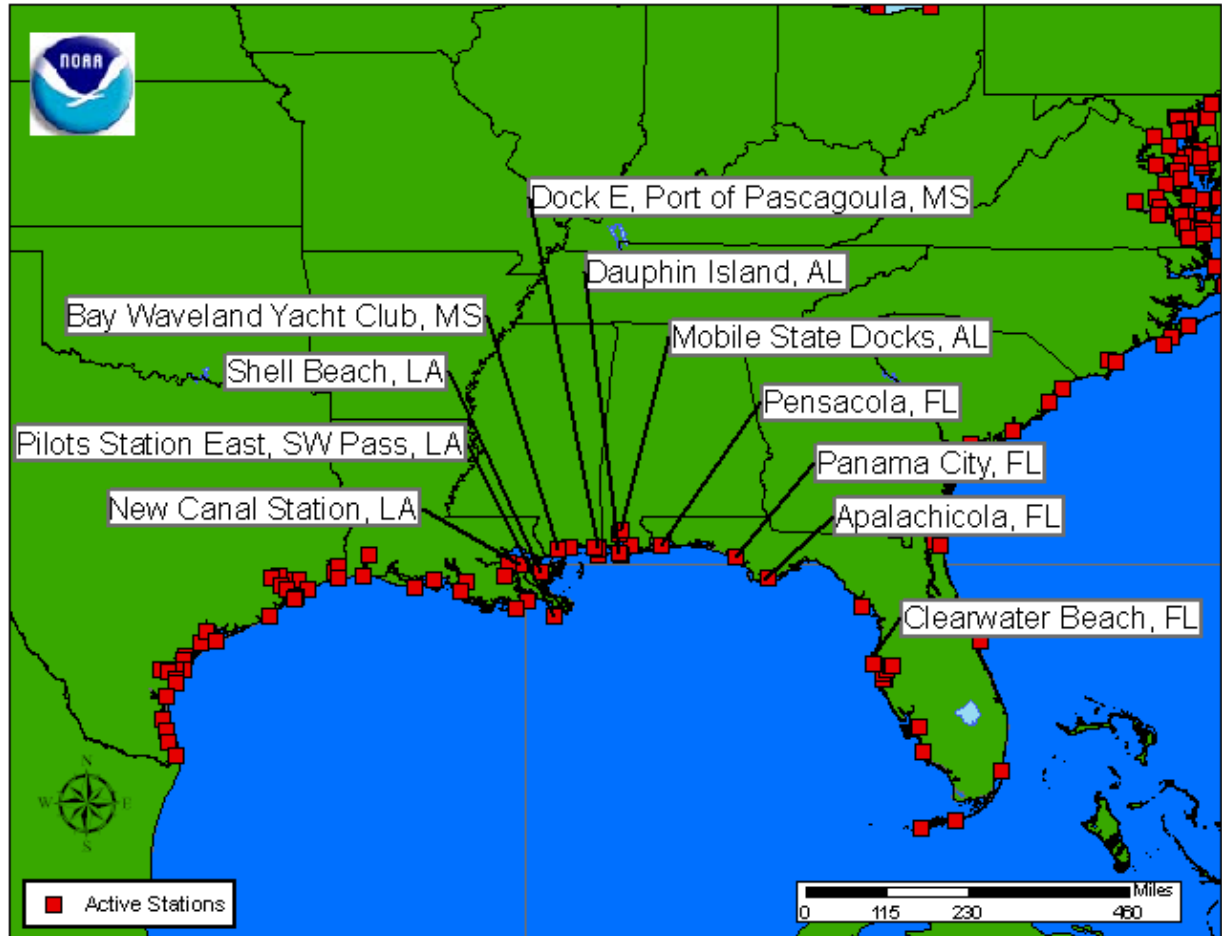 NOAA
Dock E, Port of Pascagoula, MS
Dauphin Island, AL
Bay Waveland Yacht Club, MS
Mobile State Docks, AL
Shell Beach, LA
Pensacola, FL
Pilots Station East, SW Pass, LA
Panama City, FL
New Canal Station, LA
Apalachicola, FL
Clearwater Beach, FL
N
W E
S
Active Stations
Miles
0 115 230 460